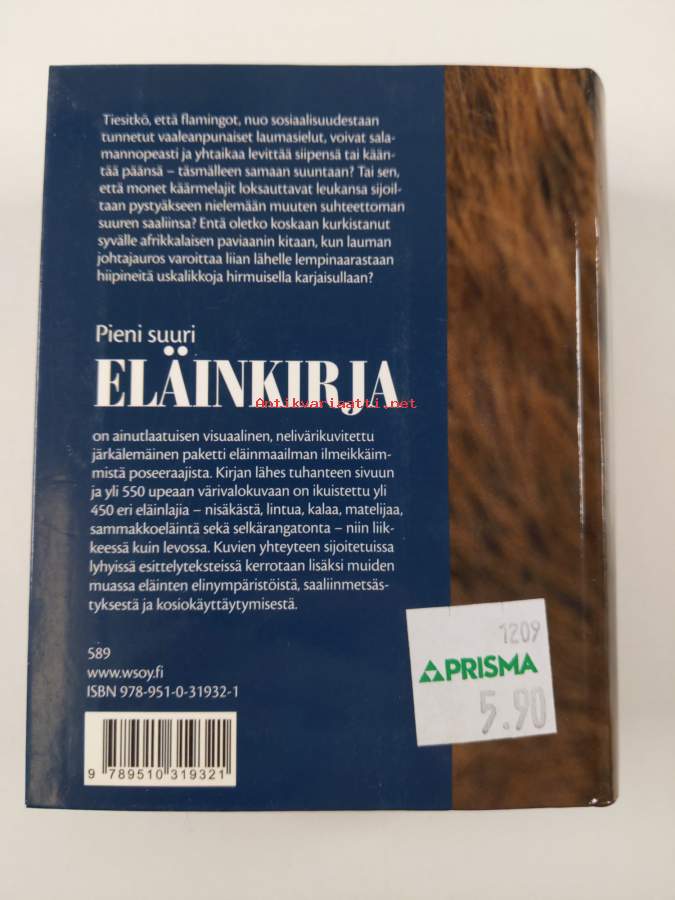 Tiesitkö, että flamingot, nuo sosiaalisuudestaan
tunnetut vaaleanpunaiset laumasielut, voivat sala-
mannopeasti ja yhtaikaa levittää siipensä tai kään-
tää päänsä – täsmälleen samaan suuntaan? Tai sen,
että monet käärmelajit loksauttavat leukansa sijoil-
taan pystyäkseen nielemään muuten suhteettoman
suuren saaliinsa? Entä oletko koskaan kurkistanut
syvälle afrikkalaisen paviaanin kitaan, kun lauman
johtajauros varoittaa liian lähelle lempinaarastaan
hiipineitä uskalikkoja hirmuisella karjaisullaan?
Pieni suuri
ELÄINKIRJA
Antikvariaatti.net
on ainutlaatuisen visuaalinen, nelivärikuvitettu
järkälemäinen paketti eläinmaailman ilmeikkäim-
mistä poseeraajista. Kirjan lähes tuhanteen sivuun
ja yli 550 upeaan värivalokuvaan on ikuistettu yli
450 eri eläinlajia – nisäkästä, lintua, kalaa, matelijaa,
sammakkoeläintä sekä selkärangatonta – niin liik-
keessä kuin levossa. Kuvien yhteyteen sijoitetuissa
lyhyissä esittelyteksteissä kerrotaan lisäksi muiden
muassa eläinten elinympäristöistä, saaliinmetsäs-
tyksestä ja kosiokäyttäytymisestä.
589
www.wsoy.fi
ISBN 978-951-0-31932-1
9 789510 319321
1209
PRISMA
5.90